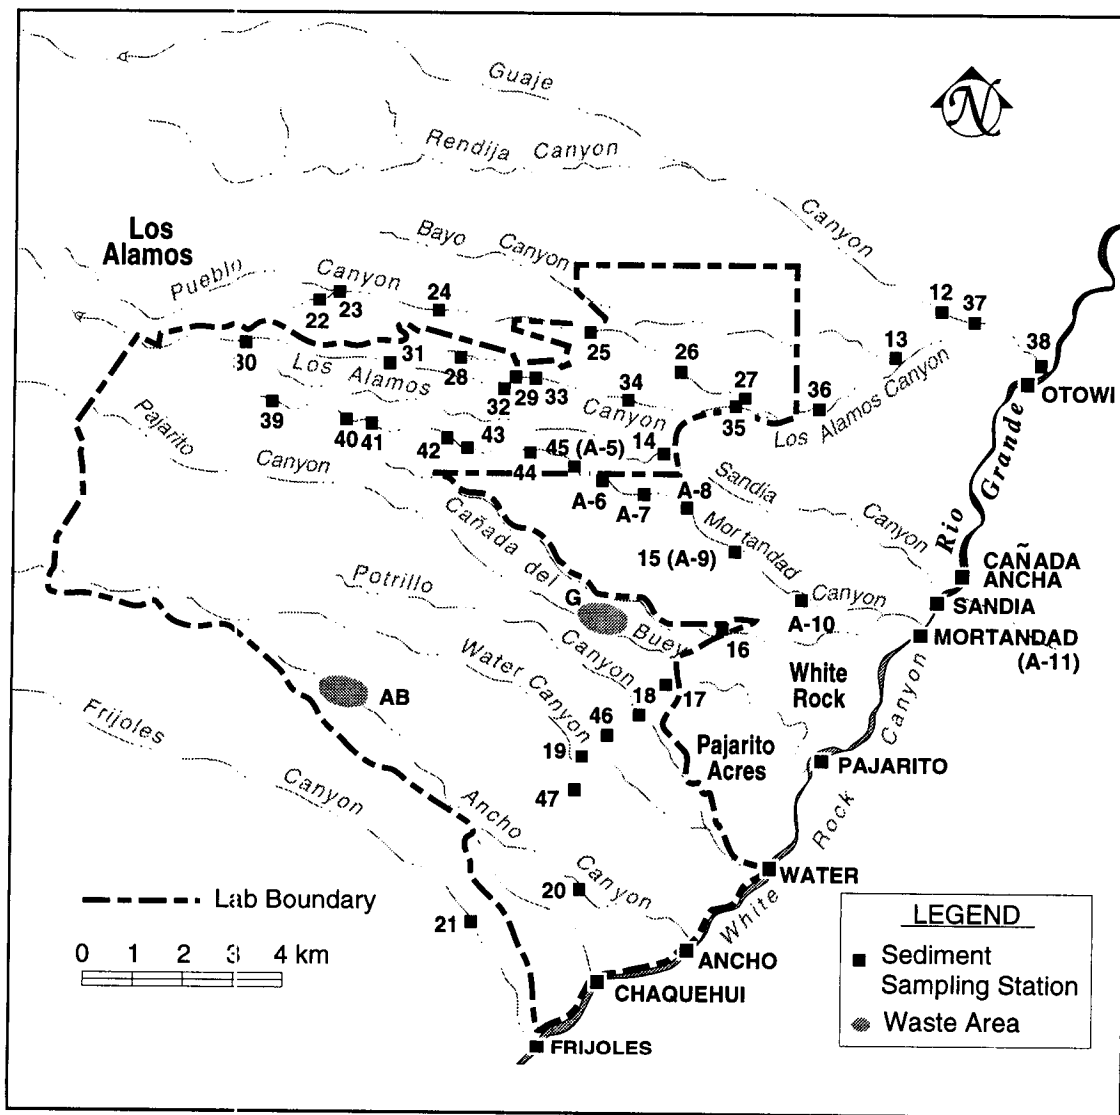 Guaje
N
Rendija Canyon
Canyon
Los
Alamos
Bayo Canyon
Pueblo Canyon
12
37
22
23
24
25
26
13
38
30
31
28
Los Alamos
29
33
32
34
27
36
OTOWI
Canyon
35
Los Alamos Canyon
39
40
41
42
43
44
45 (A-5)
14
Pajarito
Canyon
A-6
A-7
A-8
Sandia
Canyon
Rio Grande
Cañada del
Buey
Mortandad
Canyon
15 (A-9)
CAÑADA
ANCHA
Potrillo
Canyon
G
A-10
SANDIA
16
MORTANDAD
(A-11)
Water Canyon
White
Rock
AB
18
17
46
19
Frijoles
Canyon
Pajarito
Acres
PAJARITO
47
Ancho
Canyon
White Rock Canyon
WATER
20
21
Lab Boundary
0 1 2 3 4 km
ANCHO
CHAQUEHUI
FRIJOLES
LEGEND
Sediment
Sampling Station
Waste Area